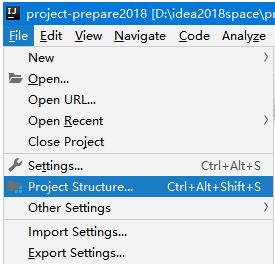 IJ project-prepare2018 [D:\idea2018space\pr
File Edit View Navigate Code Analyze
New
Open...
Open URL...
Open Recent
Close Project
Settings... Ctrl+Alt+S
Project Structure... Ctrl+Alt+Shift+S
Other Settings
Import Settings...
Export Settings...